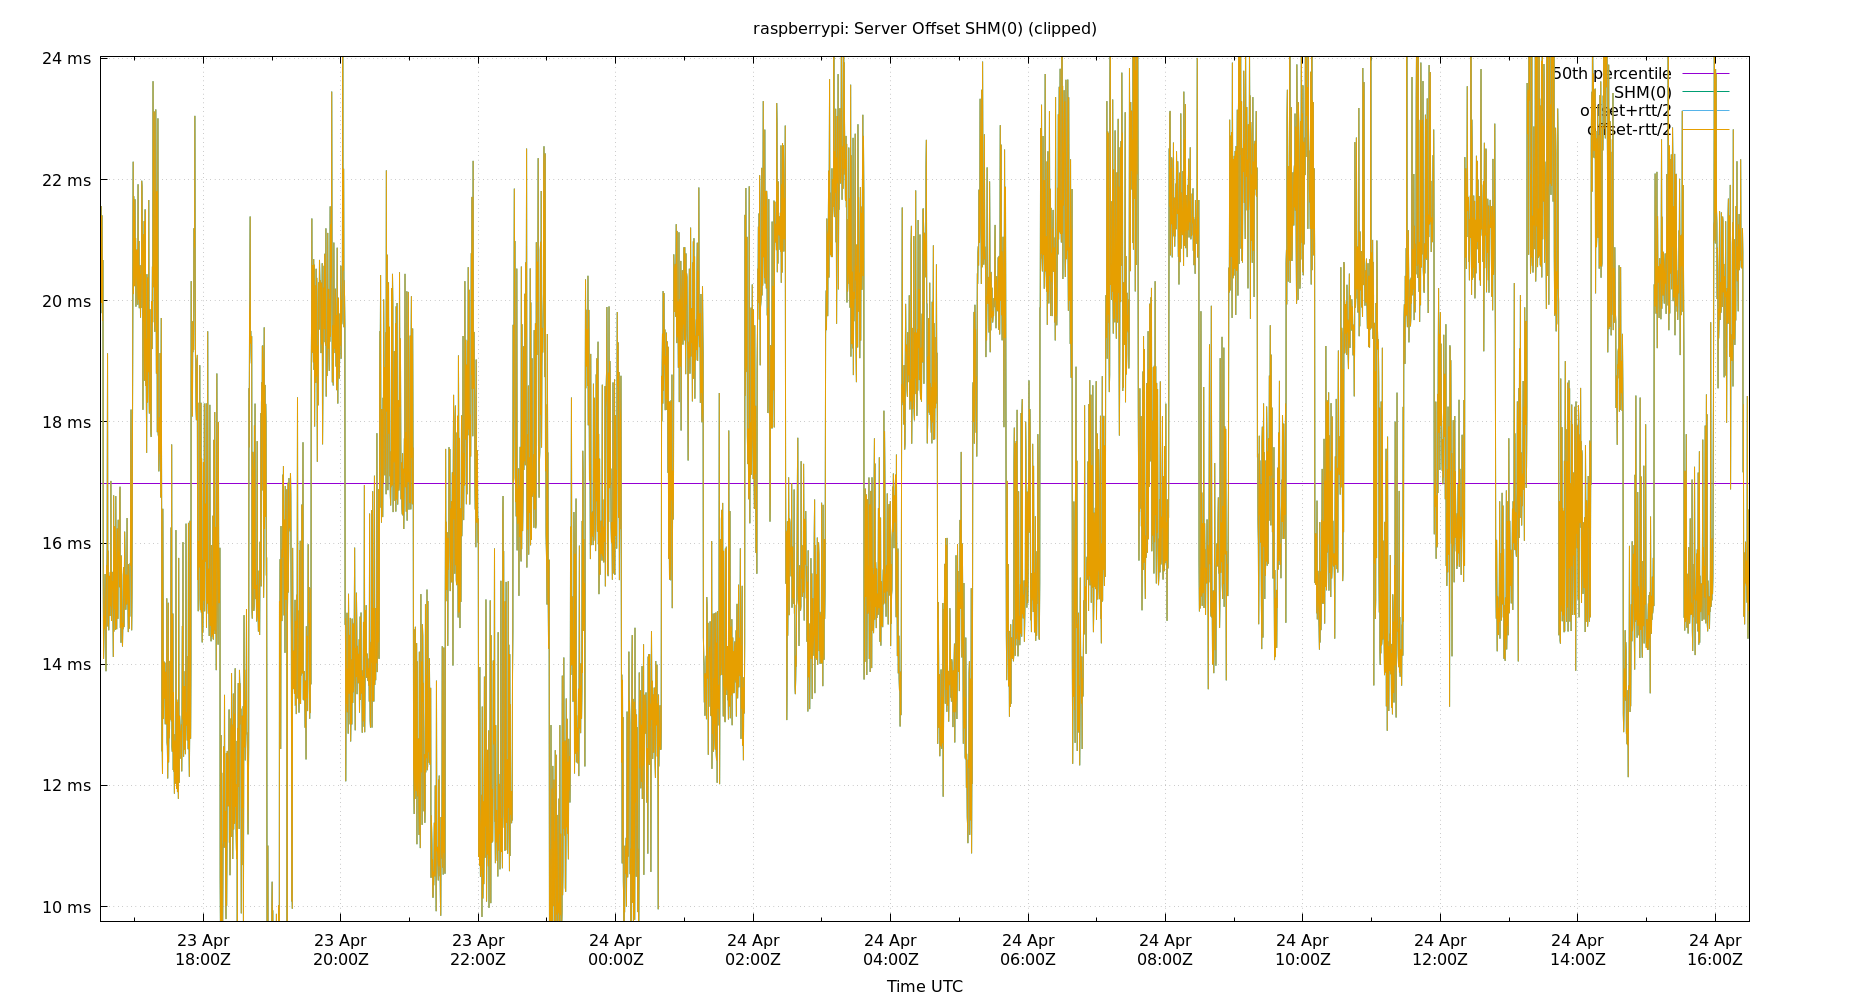 raspberrypi: Server Offset SHM(0) (clipped)
24 ms
22 ms
20 ms
18 ms
16 ms
14 ms
12 ms
10 ms
50th percentile
SHM(0)
offset+rtt/2
offset-rtt/2
23 Apr 23 Apr 23 Apr 24 Apr 24 Apr 24 Apr 24 Apr 24 Apr 24 Apr 24 Apr 24 Apr 24 Apr
18:00Z 20:00Z 22:00Z 00:00Z 02:00Z 04:00Z 06:00Z 08:00Z 10:00Z 12:00Z 14:00Z 16:00Z
Time UTC